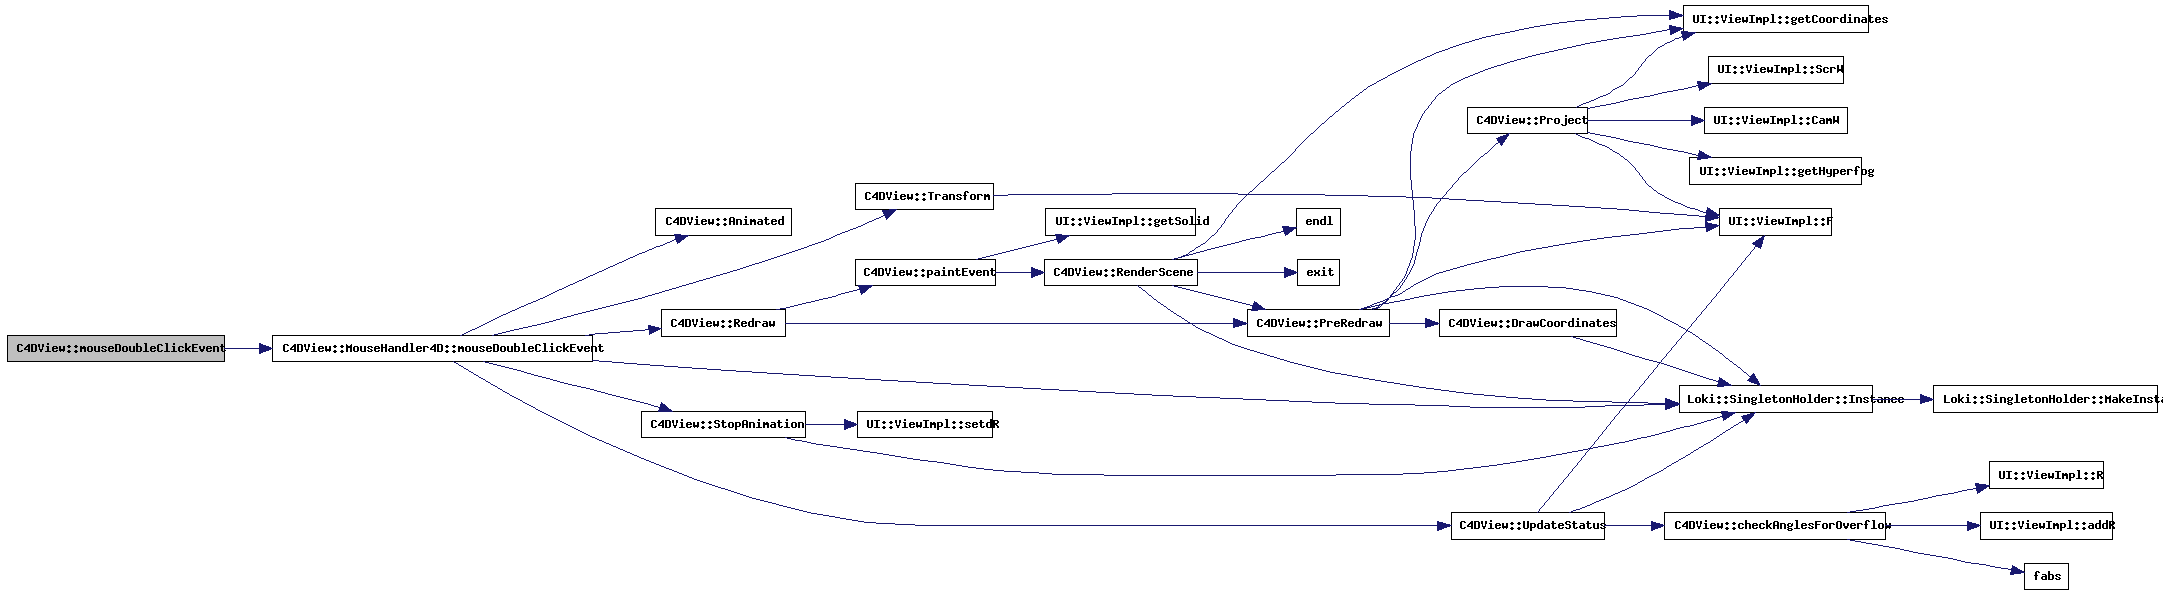 C4DView::mouseDoubleClickEvent
C4DView::MouseHandler4D::mouseDoubleClickEvent
C4DView::Animated
C4DView::Transform
C4DView::Redraw
C4DView::StopAnimation
C4DView::paintEvent
UI::ViewImpl::setdR
UI::ViewImpl::getSolid
C4DView::RenderScene
endl
exit
C4DView::PreRedraw
C4DView::Project
C4DView::DrawCoordinates
C4DView::UpdateStatus
UI::ViewImpl::getCoordinates
UI::ViewImpl::ScrW
UI::ViewImpl::CamW
UI::ViewImpl::getHyperfog
UI::ViewImpl::F
Loki::SingletonHolder::Instance
Loki::SingletonHolder::MakeInsta
C4DView::checkAnglesForOverflow
UI::ViewImpl::R
UI::ViewImpl::addR
fabs